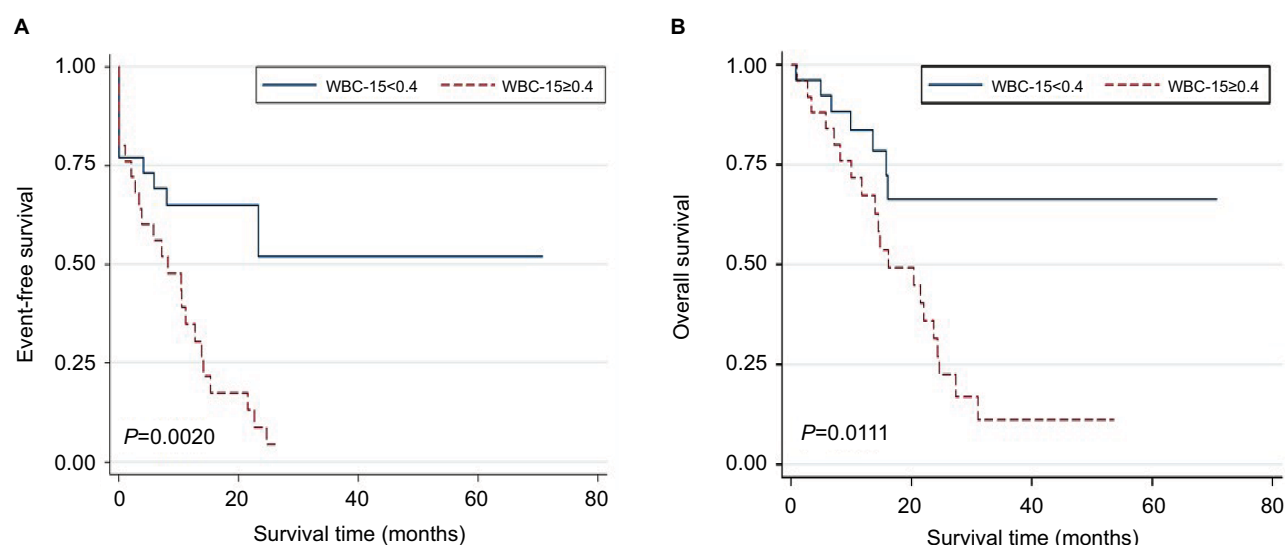 A
WBC-15<0.4
WBC-15≥0.4
1.00
0.75
0.50
0.25
0.00
Event-free survival
P=0.0020
0
20
40
60
80
Survival time (months)
B
WBC-15<0.4
WBC-15≥0.4
1.00
0.75
0.50
0.25
0.00
Overall survival
P=0.0111
0
20
40
60
80
Survival time (months)